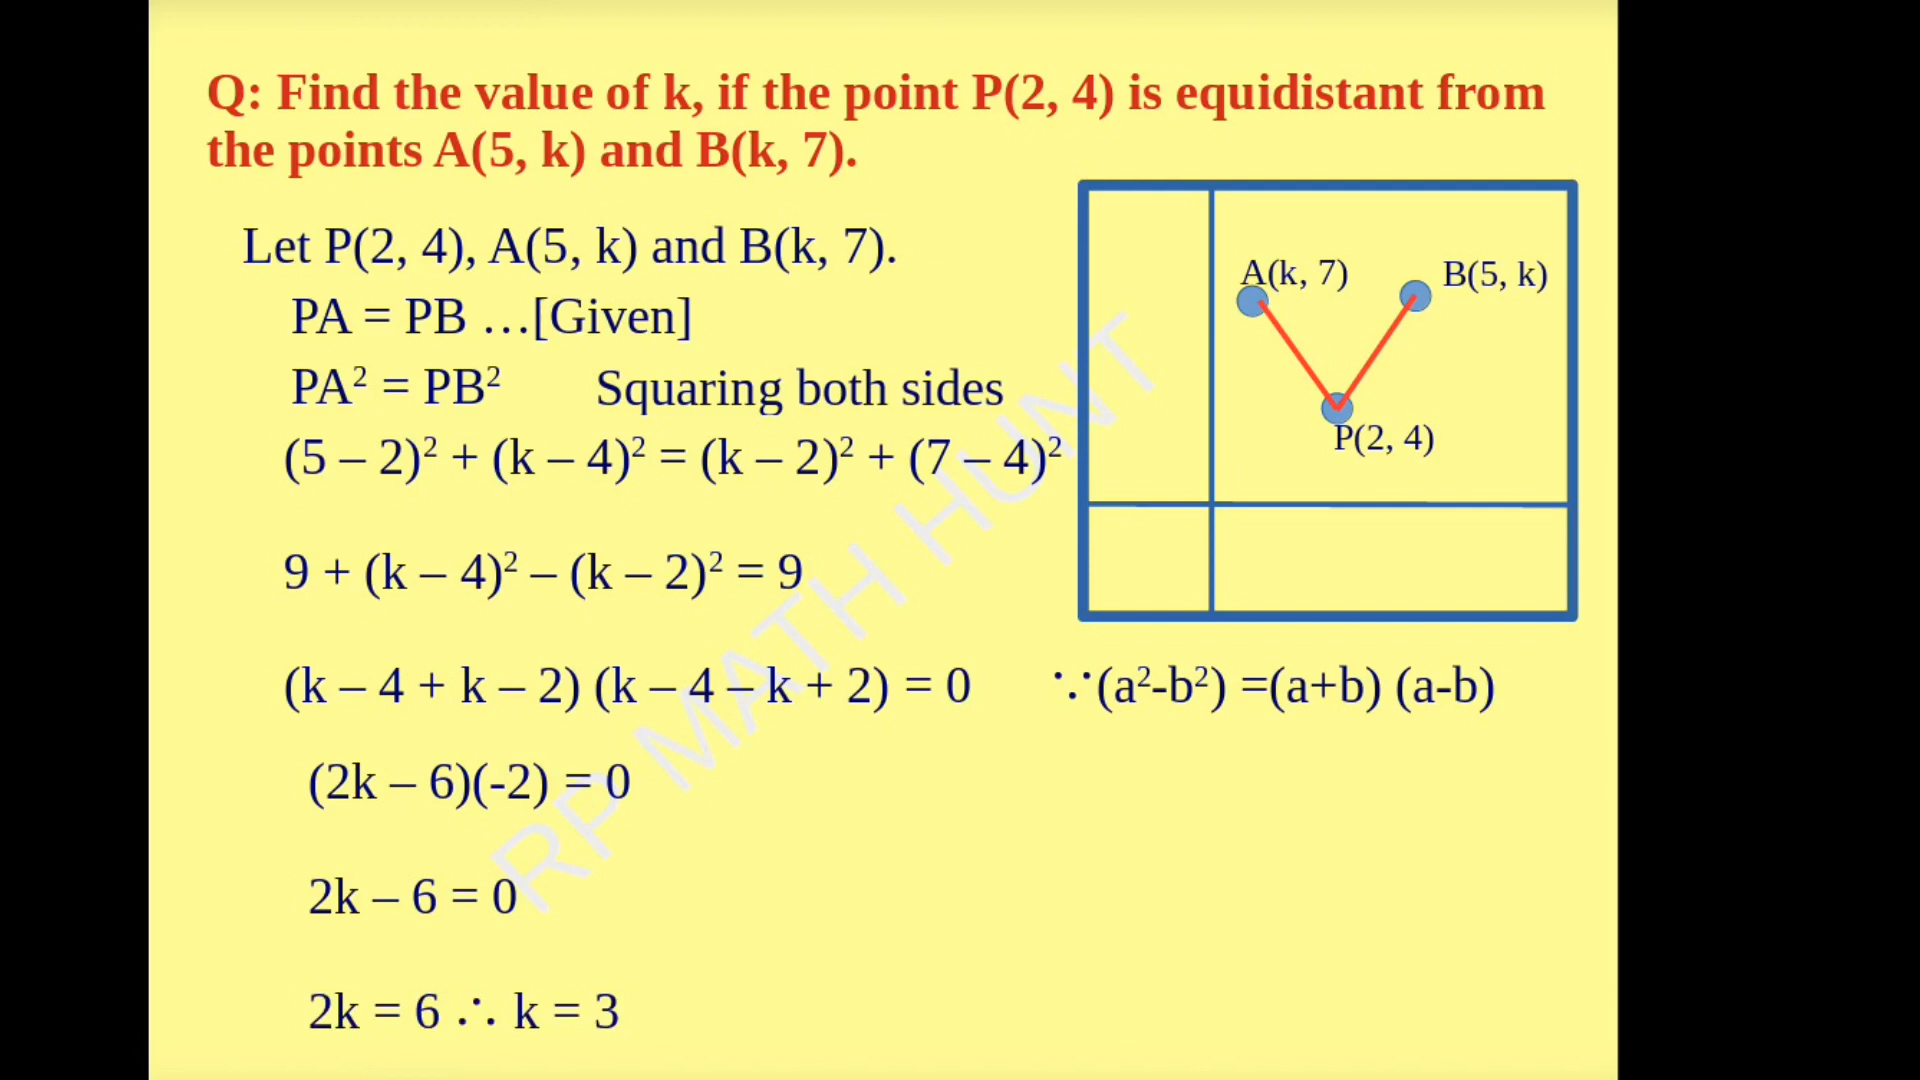 Q: Find the value of k, if the point P(2, 4) is equidistant from
the points A(5, k) and B(k, 7).
Let P(2, 4), A(5, k) and B(k, 7).
PA = PB …[Given]
PA² = PB² Squaring both sides
(5 – 2)² + (k – 4)² = (k – 2)² + (7 – 4)²
9 + (k – 4)² – (k – 2)² = 9
(k – 4 + k – 2) (k – 4 – k + 2) = 0 ∵(a²-b²) =(a+b) (a-b)
(2k – 6)(-2) = 0
2k – 6 = 0
2k = 6 ∴ k = 3
A(k, 7)
B(5, k)
P(2, 4)
RP MATH HUNT